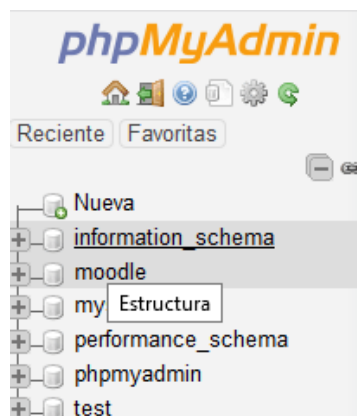 phpMyAdmin
Reciente Favoritas
Nueva
information_schema
moodle
my
Estructura
performance_schema
phpmyadmin
test